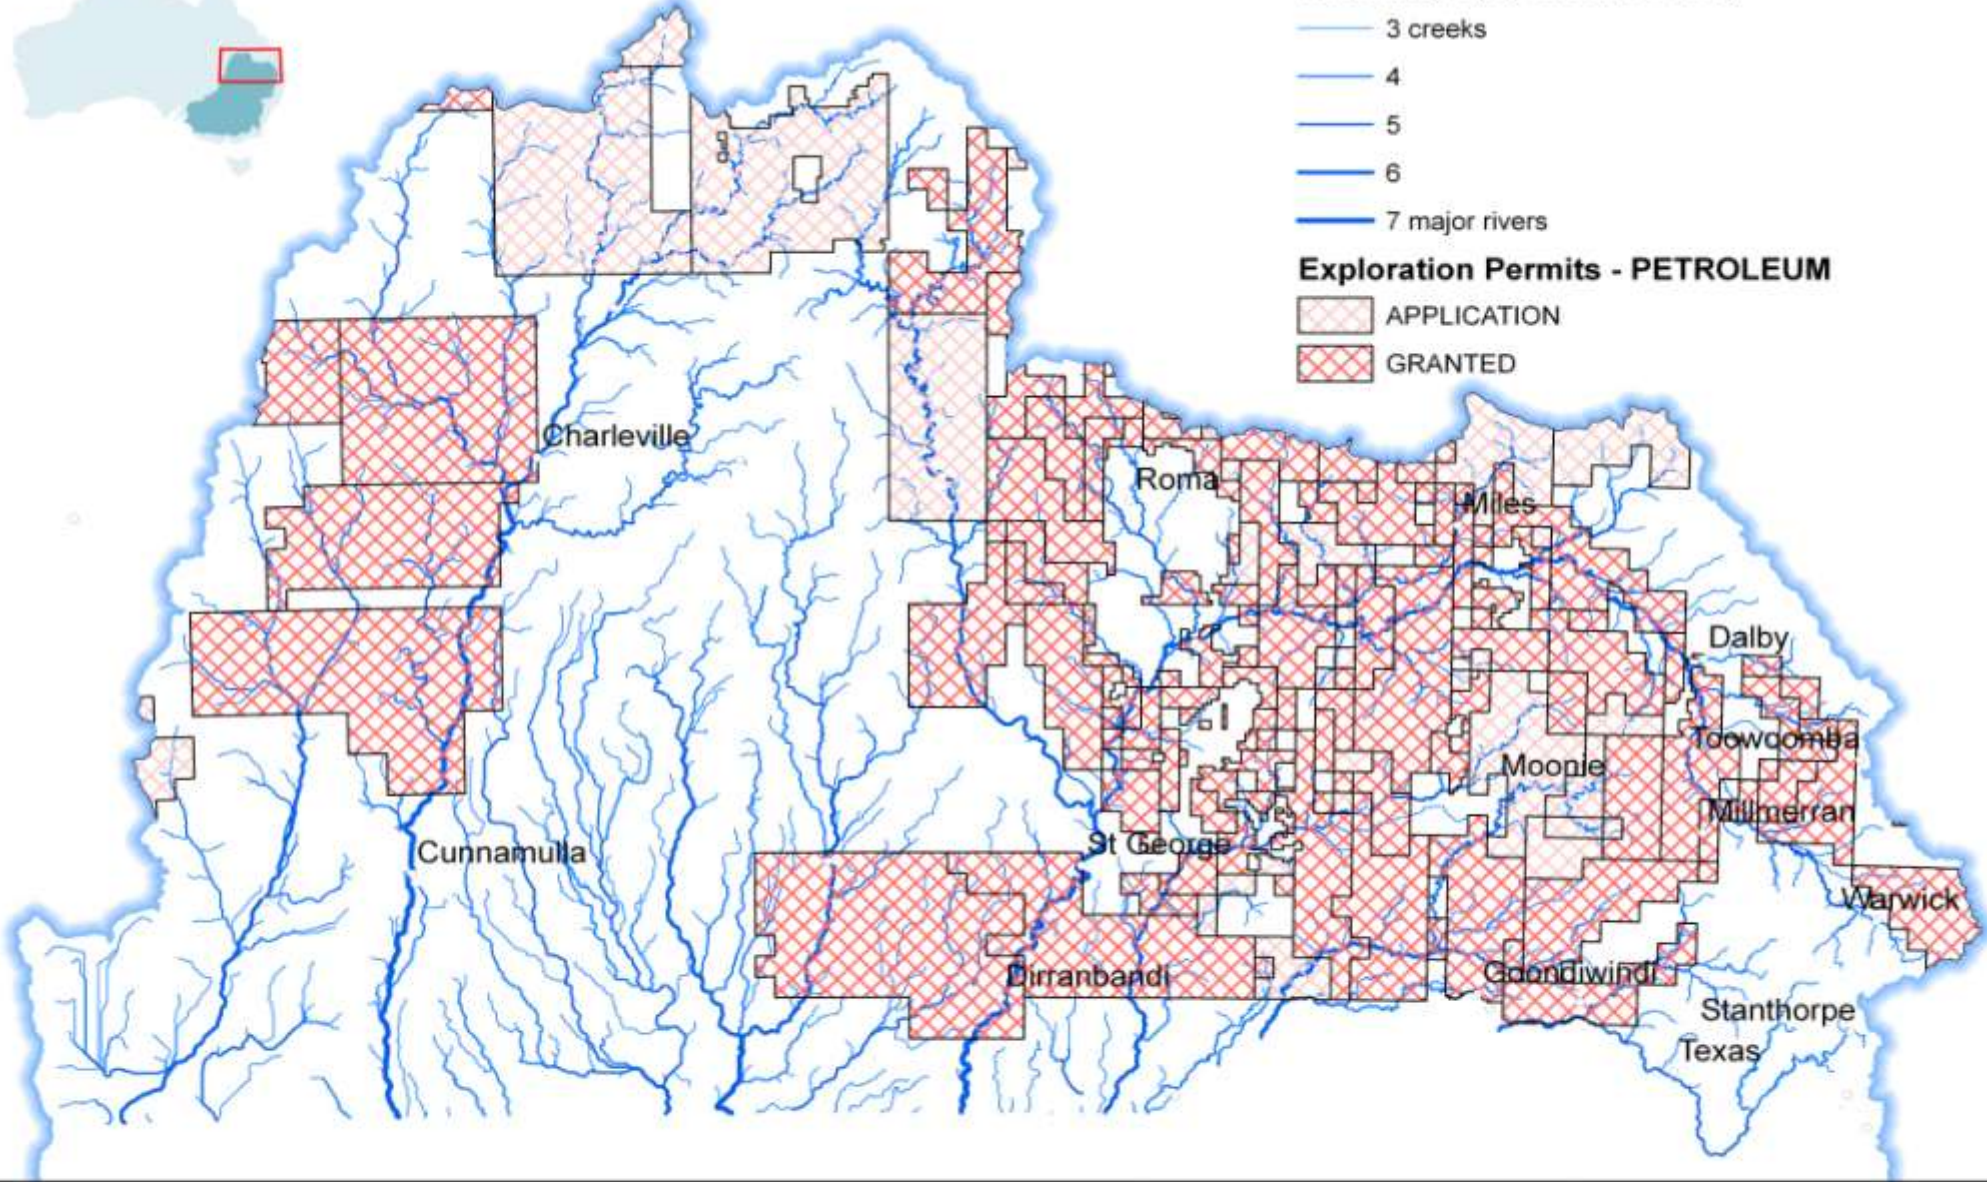 3 creeks
4
5
6
7 major rivers
Exploration Permits - PETROLEUM
APPLICATION
GRANTED
Charleville
Roma
Miles
Dalby
Toowoomba
Moonie
Millmerran
St George
Cunnamulla
Warwick
Dirranbandi
Goondiwindi
Stanthorpe
Texas